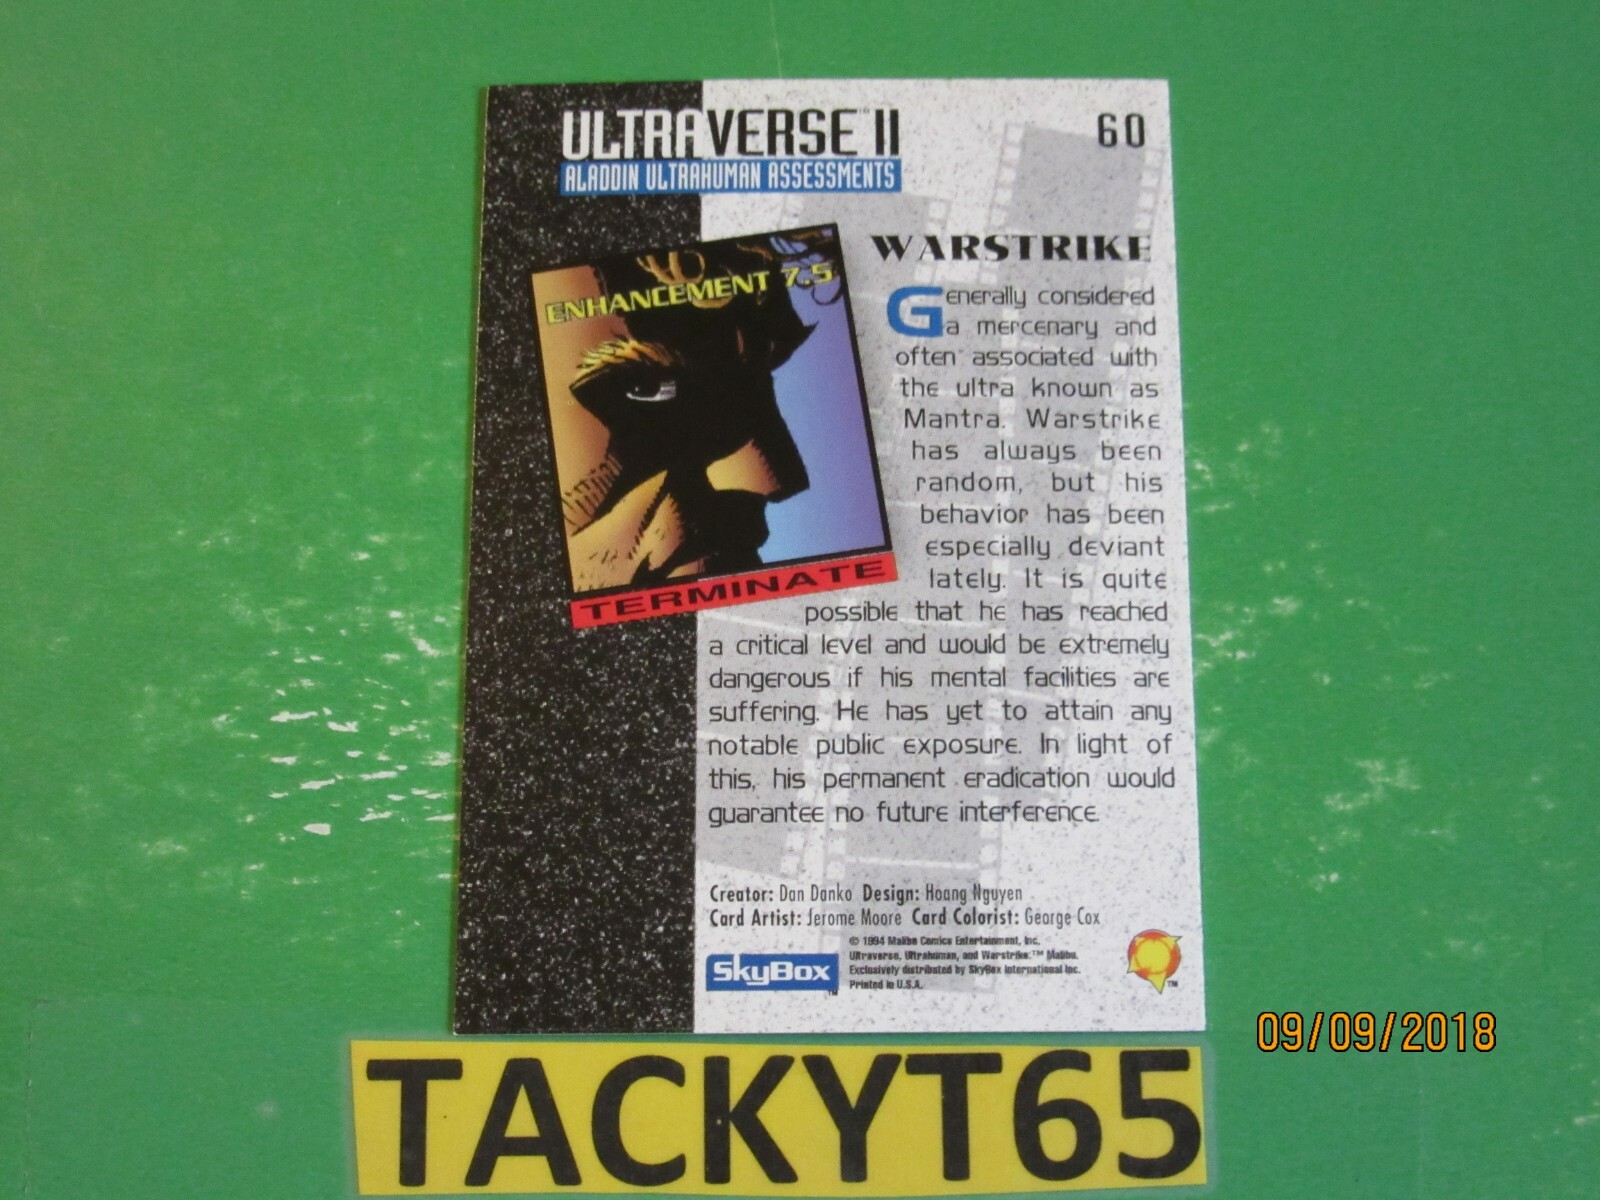 ULTRAVERSE™ II
ALADDIN ULTRAHUMAN ASSESSMENTS
60
ENHANCEMENT 7.5
TERMINATE
WARSTRIKE
Generally considered
a mercenary and
often associated with
the ultra known as
Mantra. Warstrike
has always been
random, but his
behavior has been
especially deviant
lately. It is quite
possible that he has reached
a critical level and would be extremely
dangerous if his mental facilities are
suffering. He has yet to attain any
notable public exposure. In light of
this, his permanent eradication would
guarantee no future interference.
Creator: Dan Danko Design: Hoang Nguyen
Card Artist: Jerome Moore Card Colorist: George Cox
SKYBOX™
© 1994 Malibu Comics Entertainment, Inc.
Ultraverse, Ultrahuman, and Warstrike:™ Malibu.
Exclusively distributed by SkyBox International Inc.
Printed in U.S.A.
™
09/09/2018
TACKYT65